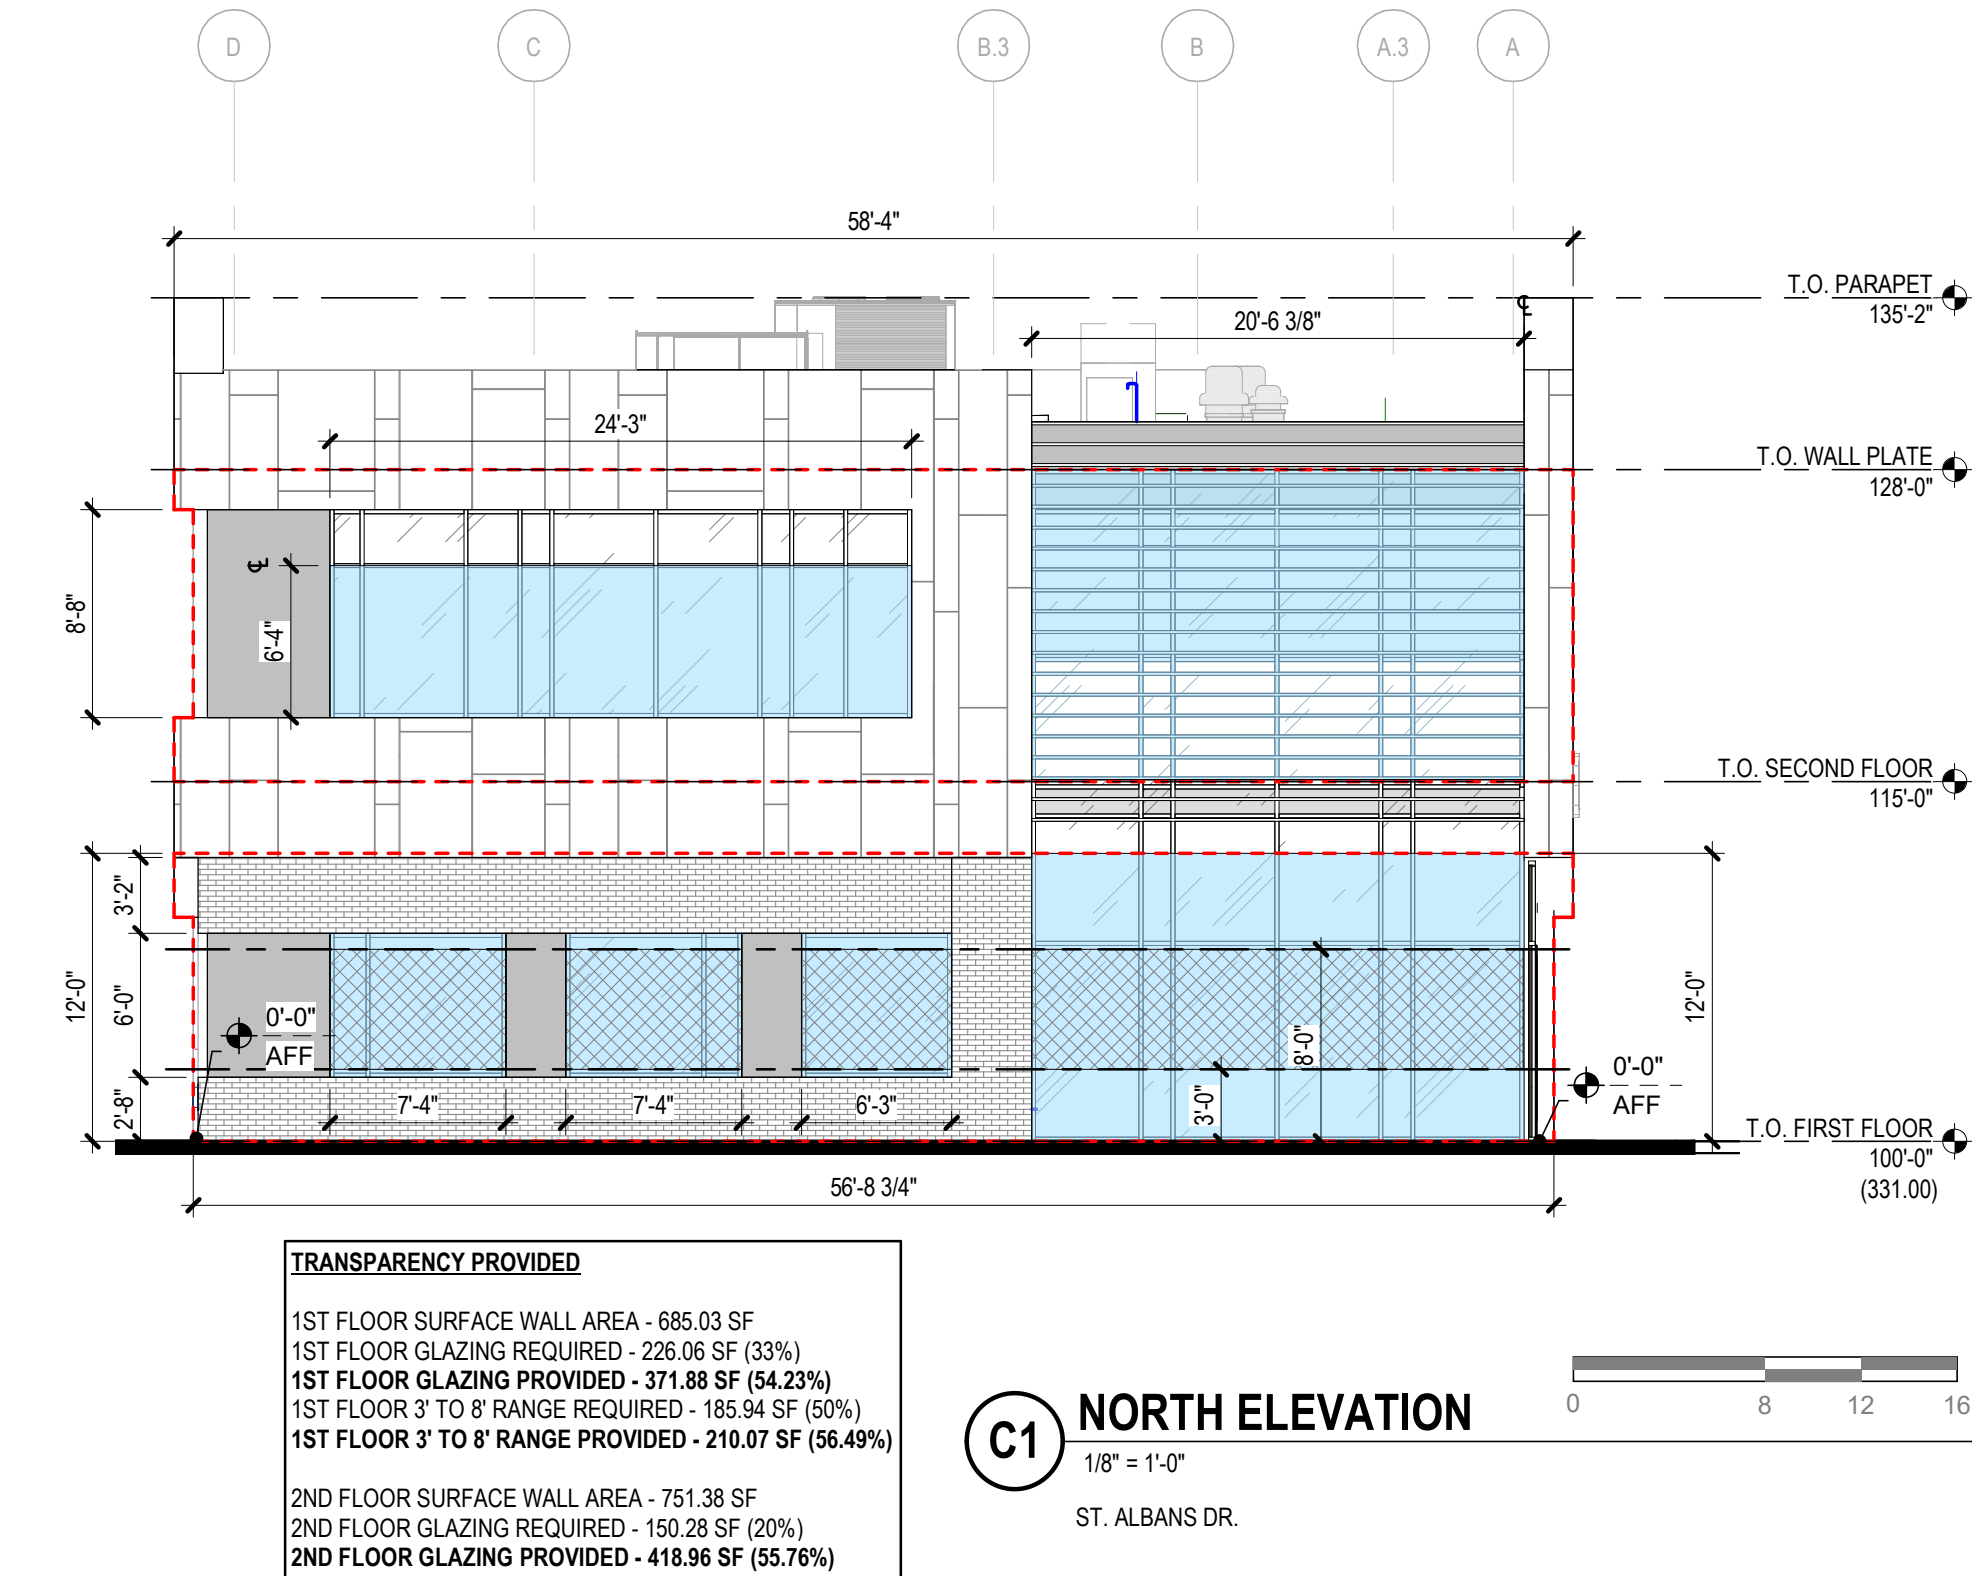 D
C
B.3
B
A.3
A
58'-4"
T.O. PARAPET
135'-2"
20'-6 3/8"
24'-3"
T.O. WALL PLATE
128'-0"
8'-8"
6'-4"
T.O. SECOND FLOOR
115'-0"
3'-2"
12'-0"
6'-0"
2'-8"
0'-0"
AFF
8'-0"
3'-0"
12'-0"
0'-0"
AFF
7'-4"
7'-4"
6'-3"
T.O. FIRST FLOOR
100'-0"
(331.00)
56'-8 3/4"
TRANSPARENCY PROVIDED
1ST FLOOR SURFACE WALL AREA - 685.03 SF
1ST FLOOR GLAZING REQUIRED - 226.06 SF (33%)
1ST FLOOR GLAZING PROVIDED - 371.88 SF (54.23%)
1ST FLOOR 3' TO 8' RANGE REQUIRED - 185.94 SF (50%)
1ST FLOOR 3' TO 8' RANGE PROVIDED - 210.07 SF (56.49%)
2ND FLOOR SURFACE WALL AREA - 751.38 SF
2ND FLOOR GLAZING REQUIRED - 150.28 SF (20%)
2ND FLOOR GLAZING PROVIDED - 418.96 SF (55.76%)
C1
NORTH ELEVATION
1/8" = 1'-0"
ST. ALBANS DR.
0 8 12 16